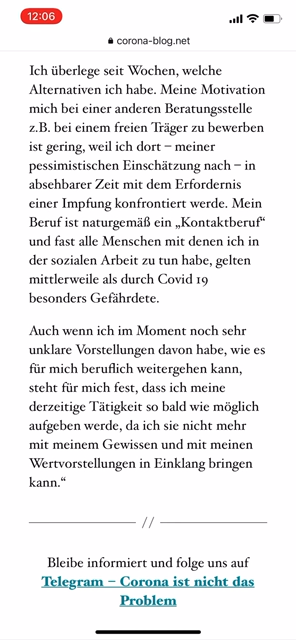 12:06
corona-blog.net
Ich überlege seit Wochen, welche
Alternativen ich habe. Meine Motivation
mich bei einer anderen Beratungsstelle
z.B. bei einem freien Träger zu bewerben
ist gering, weil ich dort – meiner
pessimistischen Einschätzung nach – in
absehbarer Zeit mit dem Erfordernis
einer Impfung konfrontiert werde. Mein
Beruf ist naturgemäß ein „Kontaktberuf“
und fast alle Menschen mit denen ich in
der sozialen Arbeit zu tun habe, gelten
mittlerweile als durch Covid 19
besonders Gefährdete.
Auch wenn ich im Moment noch sehr
unklare Vorstellungen davon habe, wie es
für mich beruflich weitergehen kann,
steht für mich fest, dass ich meine
derzeitige Tätigkeit so bald wie möglich
aufgeben werde, da ich sie nicht mehr
mit meinem Gewissen und mit meinen
Wertvorstellungen in Einklang bringen
kann.“
//
Bleibe informiert und folge uns auf
Telegram – Corona ist nicht das
Problem